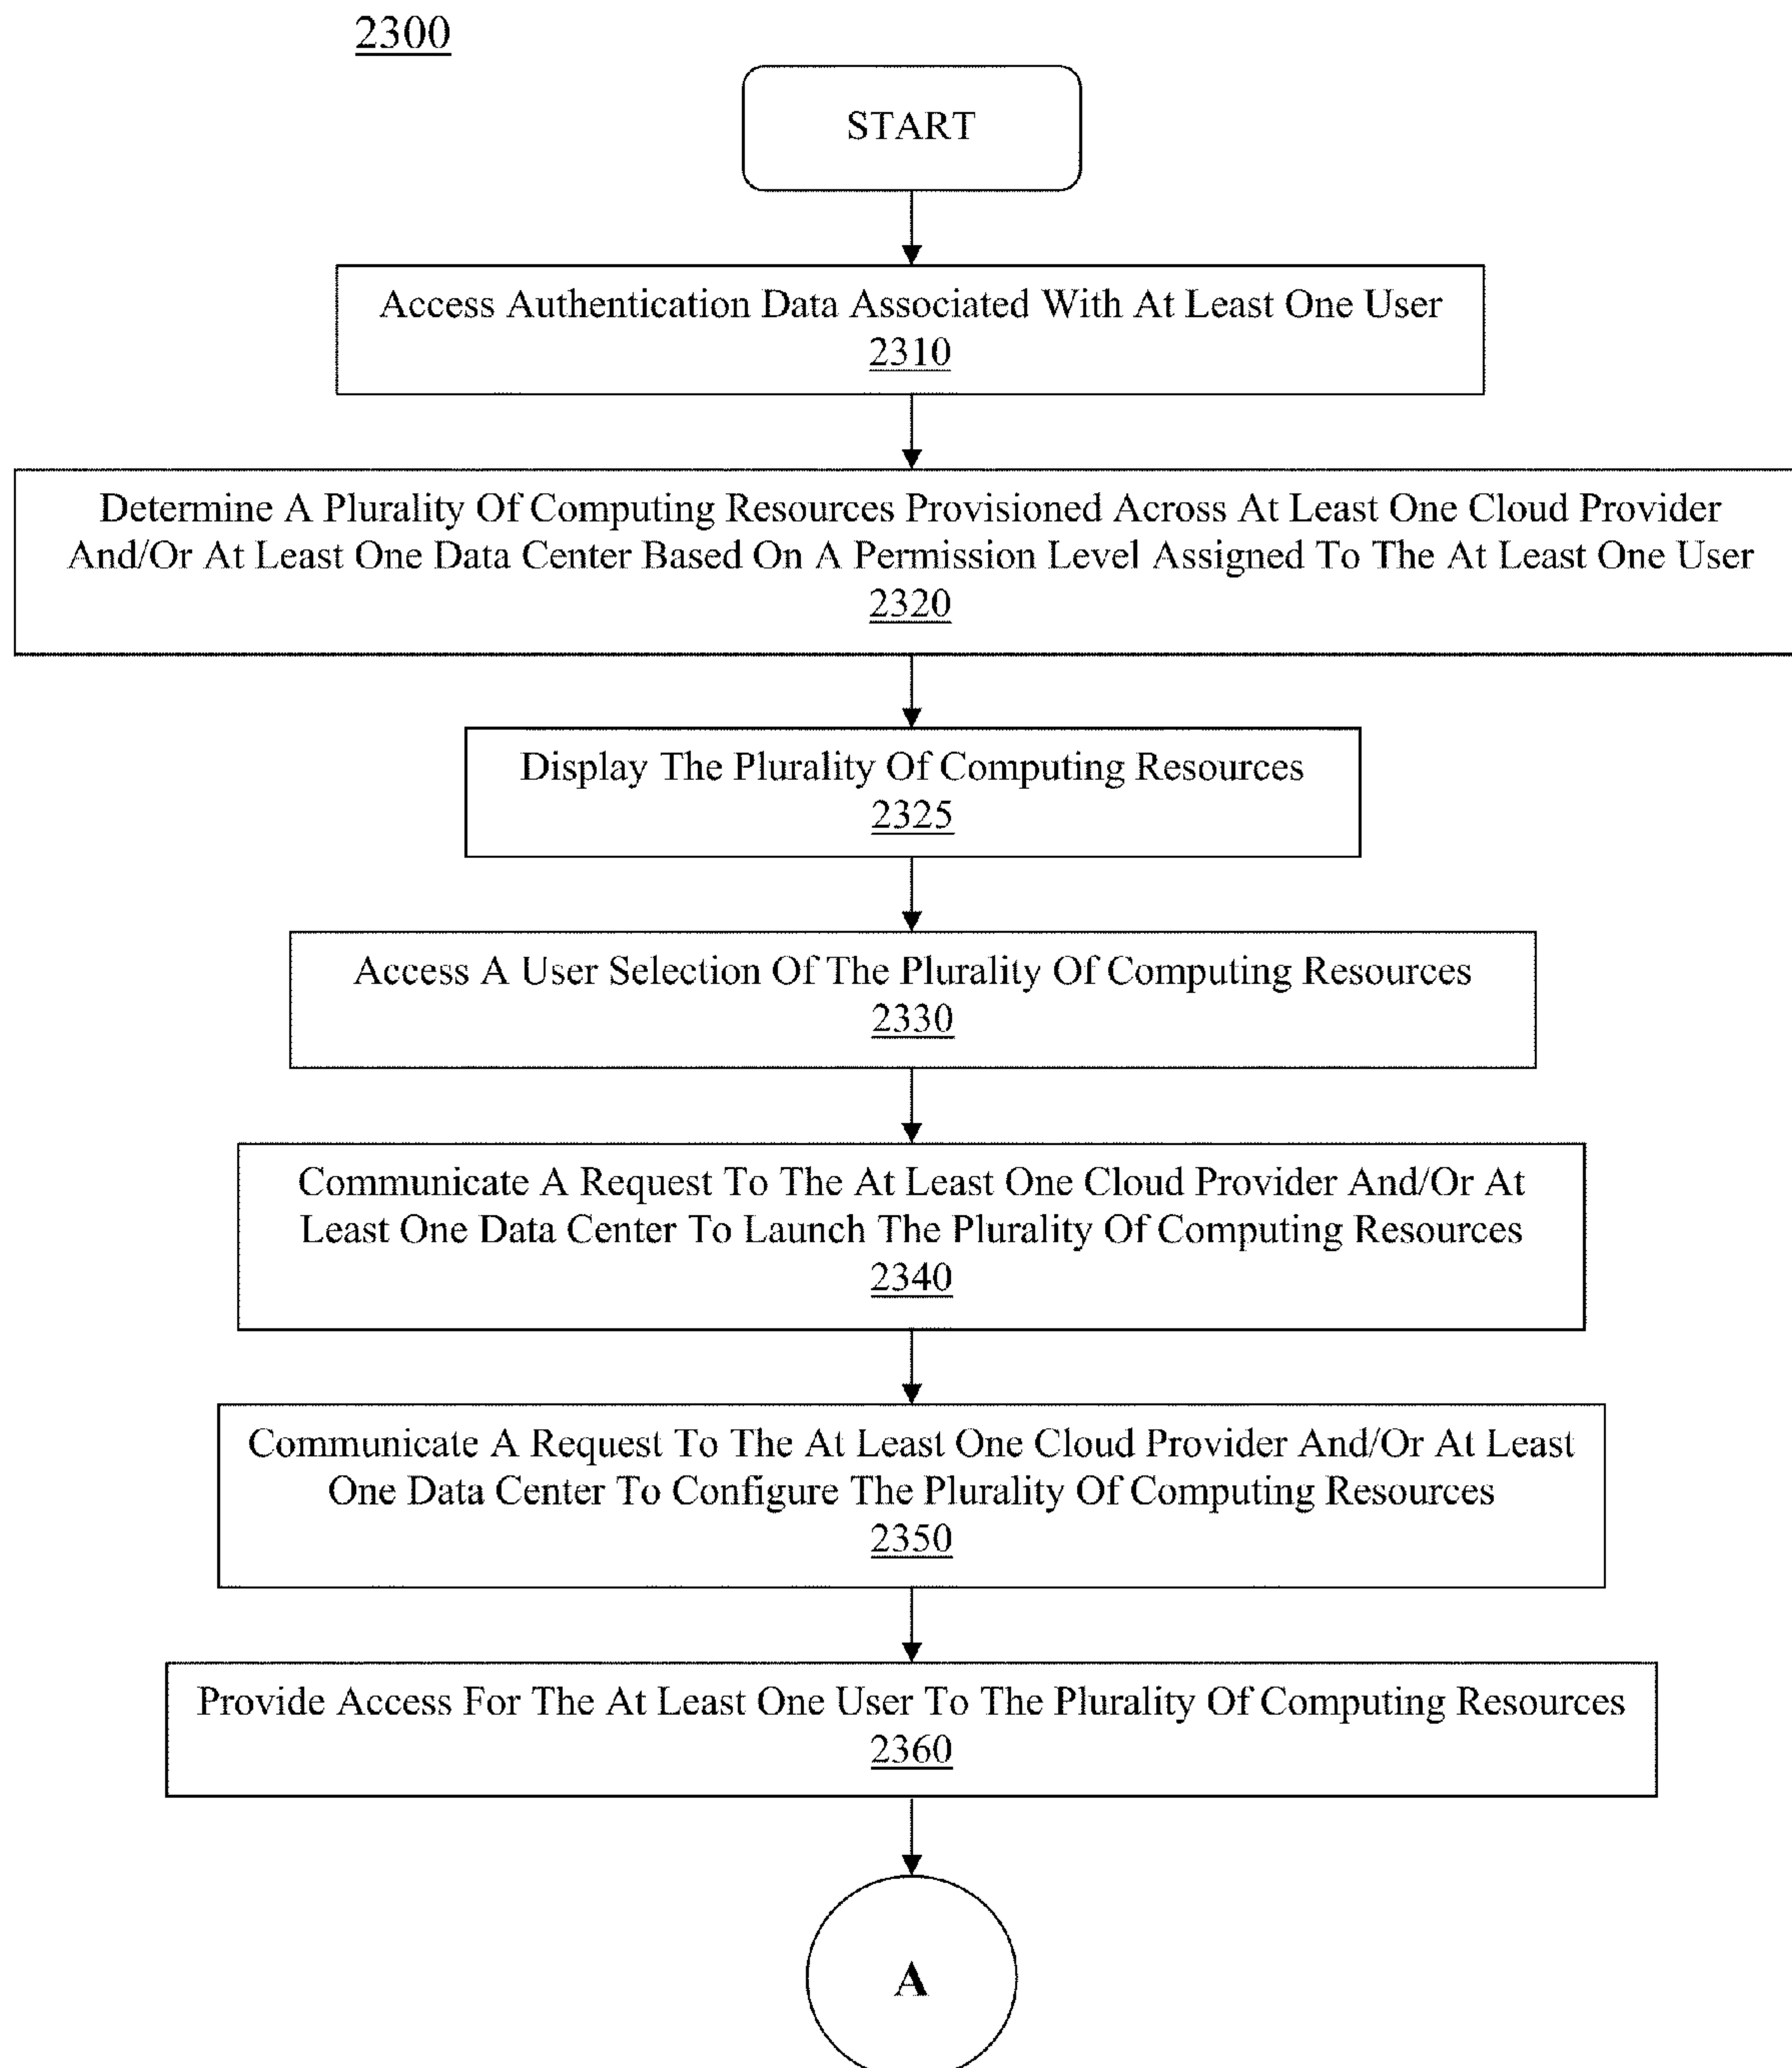 2300
START
Access Authentication Data Associated With At Least One User
2310
Determine A Plurality Of Computing Resources Provisioned Across At Least One Cloud Provider
And/Or At Least One Data Center Based On A Permission Level Assigned To The At Least One User
2320
Display The Plurality Of Computing Resources
2325
Access A User Selection Of The Plurality Of Computing Resources
2330
Communicate A Request To The At Least One Cloud Provider And/Or At
Least One Data Center To Launch The Plurality Of Computing Resources
2340
Communicate A Request To The At Least One Cloud Provider And/Or At Least
One Data Center To Configure The Plurality Of Computing Resources
2350
Provide Access For The At Least One User To The Plurality Of Computing Resources
2360
A